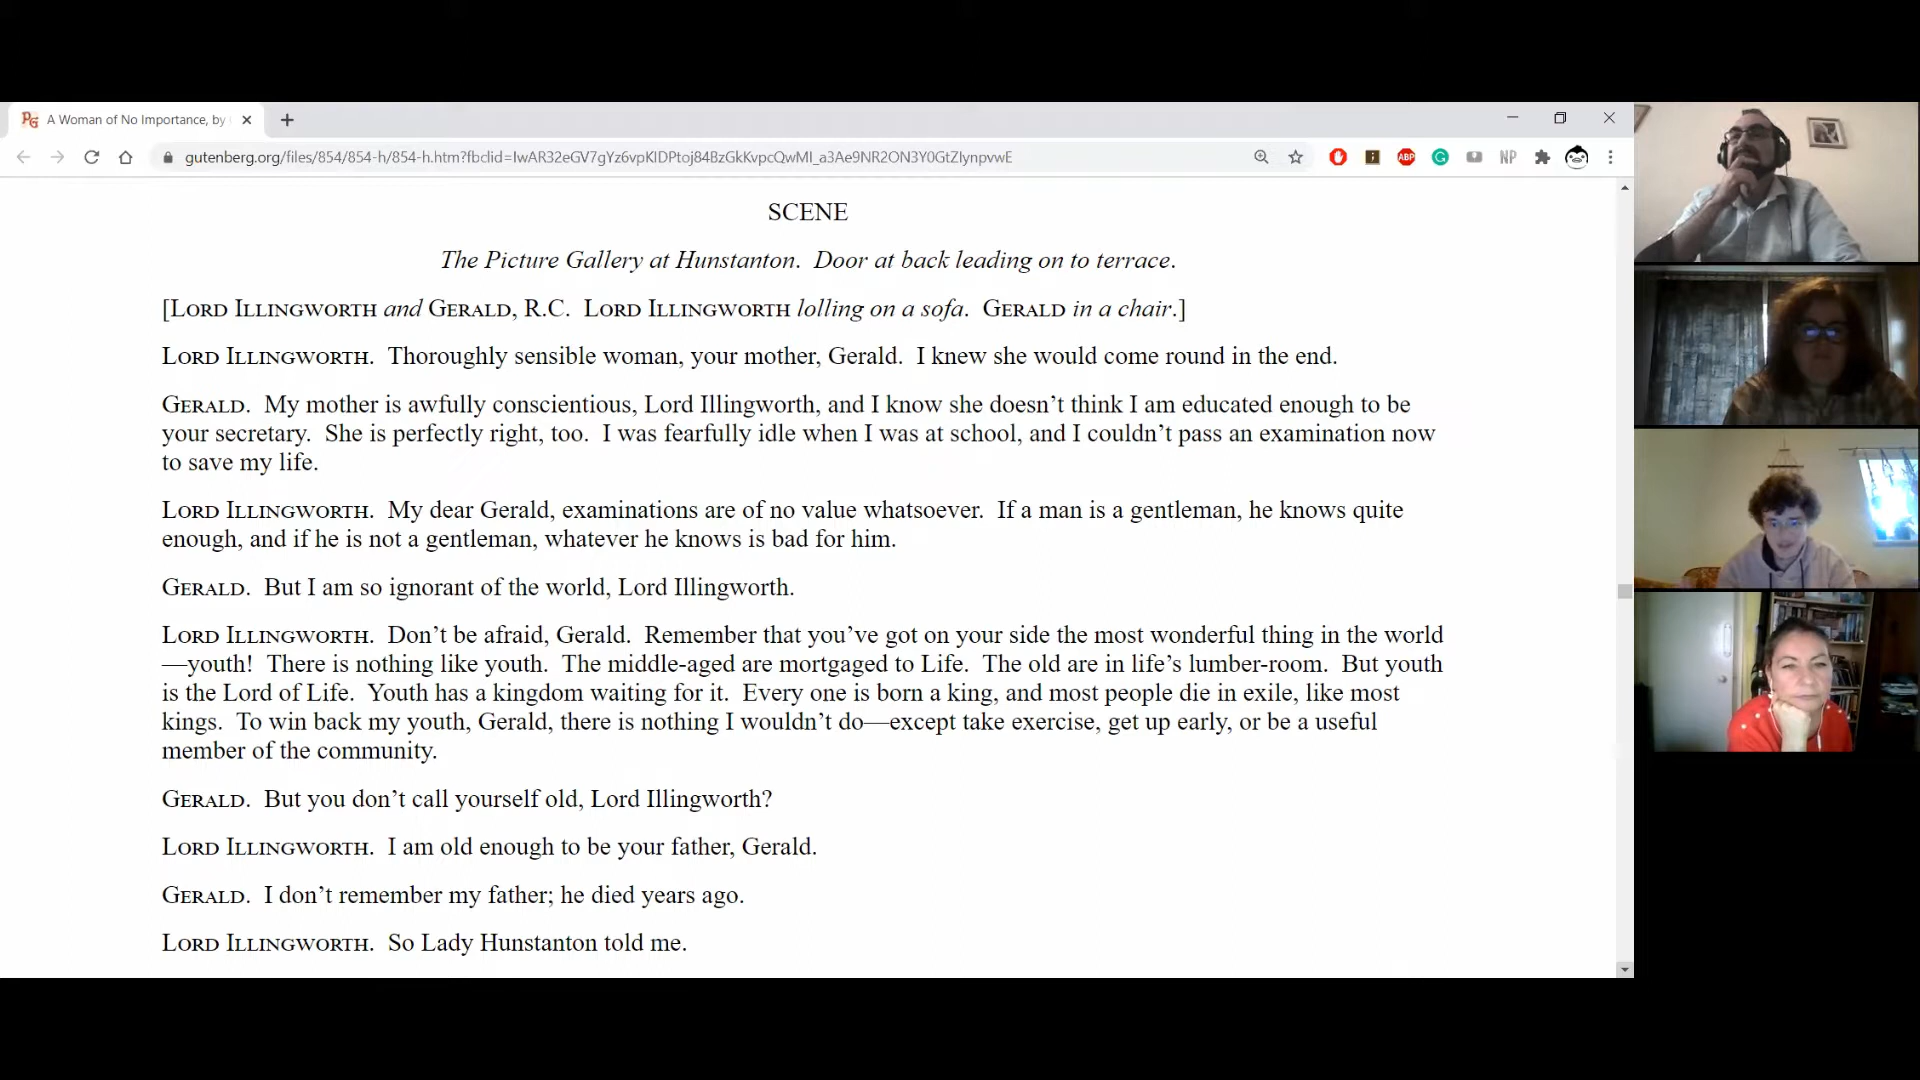 A Woman of No Importance, by
gutenberg.org/files/854/854-h/854-h.htm?fbclid=IwAR32eGV7gYz6vpKIDPtoj84BzGkKvpcQwMI_a3Ae9NR2ON3Y0GtZlynpvwE
ABP
NP
SCENE
The Picture Gallery at Hunstanton. Door at back leading on to terrace.
[LORD ILLINGWORTH and GERALD, R.C. LORD ILLINGWORTH lolling on a sofa. GERALD in a chair.]
LORD ILLINGWORTH. Thoroughly sensible woman, your mother, Gerald. I knew she would come round in the end.
GERALD. My mother is awfully conscientious, Lord Illingworth, and I know she doesn’t think I am educated enough to be
your secretary. She is perfectly right, too. I was fearfully idle when I was at school, and I couldn’t pass an examination now
to save my life.
LORD ILLINGWORTH. My dear Gerald, examinations are of no value whatsoever. If a man is a gentleman, he knows quite
enough, and if he is not a gentleman, whatever he knows is bad for him.
GERALD. But I am so ignorant of the world, Lord Illingworth.
LORD ILLINGWORTH. Don’t be afraid, Gerald. Remember that you’ve got on your side the most wonderful thing in the world
—youth! There is nothing like youth. The middle-aged are mortgaged to Life. The old are in life’s lumber-room. But youth
is the Lord of Life. Youth has a kingdom waiting for it. Every one is born a king, and most people die in exile, like most
kings. To win back my youth, Gerald, there is nothing I wouldn’t do—except take exercise, get up early, or be a useful
member of the community.
GERALD. But you don’t call yourself old, Lord Illingworth?
LORD ILLINGWORTH. I am old enough to be your father, Gerald.
GERALD. I don’t remember my father; he died years ago.
LORD ILLINGWORTH. So Lady Hunstanton told me.